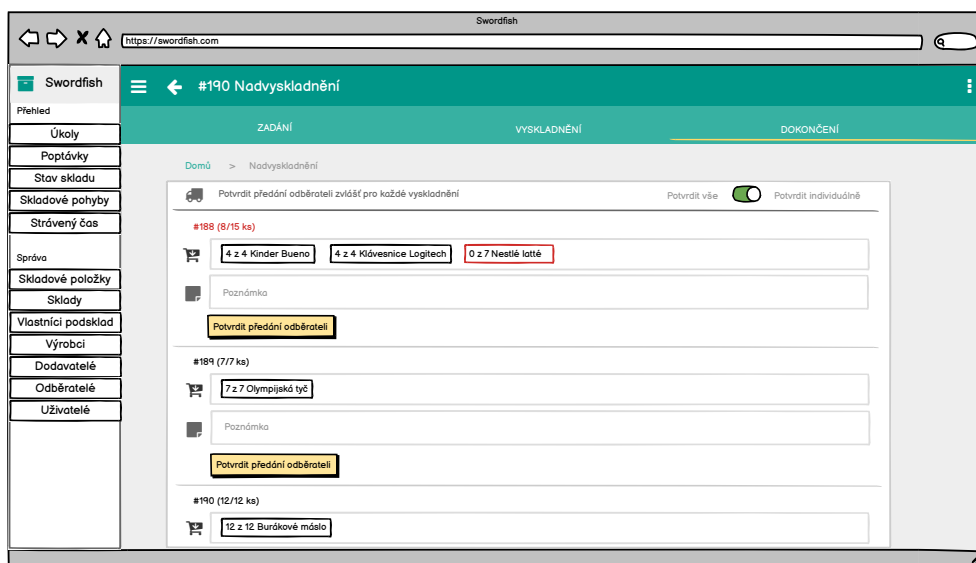 Swordfish
https://swordfish.com
Swordfish
#190 Nadvyskladnění
Přehled
Úkoly
Poptávky
Stav skladu
Skladové pohyby
Strávený čas
Správa
Skladové položky
Sklady
Vlastníci podsklad
Výrobci
Dodavatelé
Odběratelé
Uživatelé
ZADÁNÍ
VYSKLADNĚNÍ
DOKONČENÍ
Domů > Nadvyskladnění
Potvrdit předání odběrateli zvlášť pro každé vyskladnění
Potvrdit vše
Potvrdit individuálně
#188 (8/15 ks)
4 z 4 Kinder Bueno
4 z 4 Klávesnice Logitech
0 z 7 Nestlé latté
Poznámka
Potvrdit předání odběrateli
#189 (7/7 ks)
7 z 7 Olympijská tyč
Poznámka
Potvrdit předání odběrateli
#190 (12/12 ks)
12 z 12 Burákové máslo